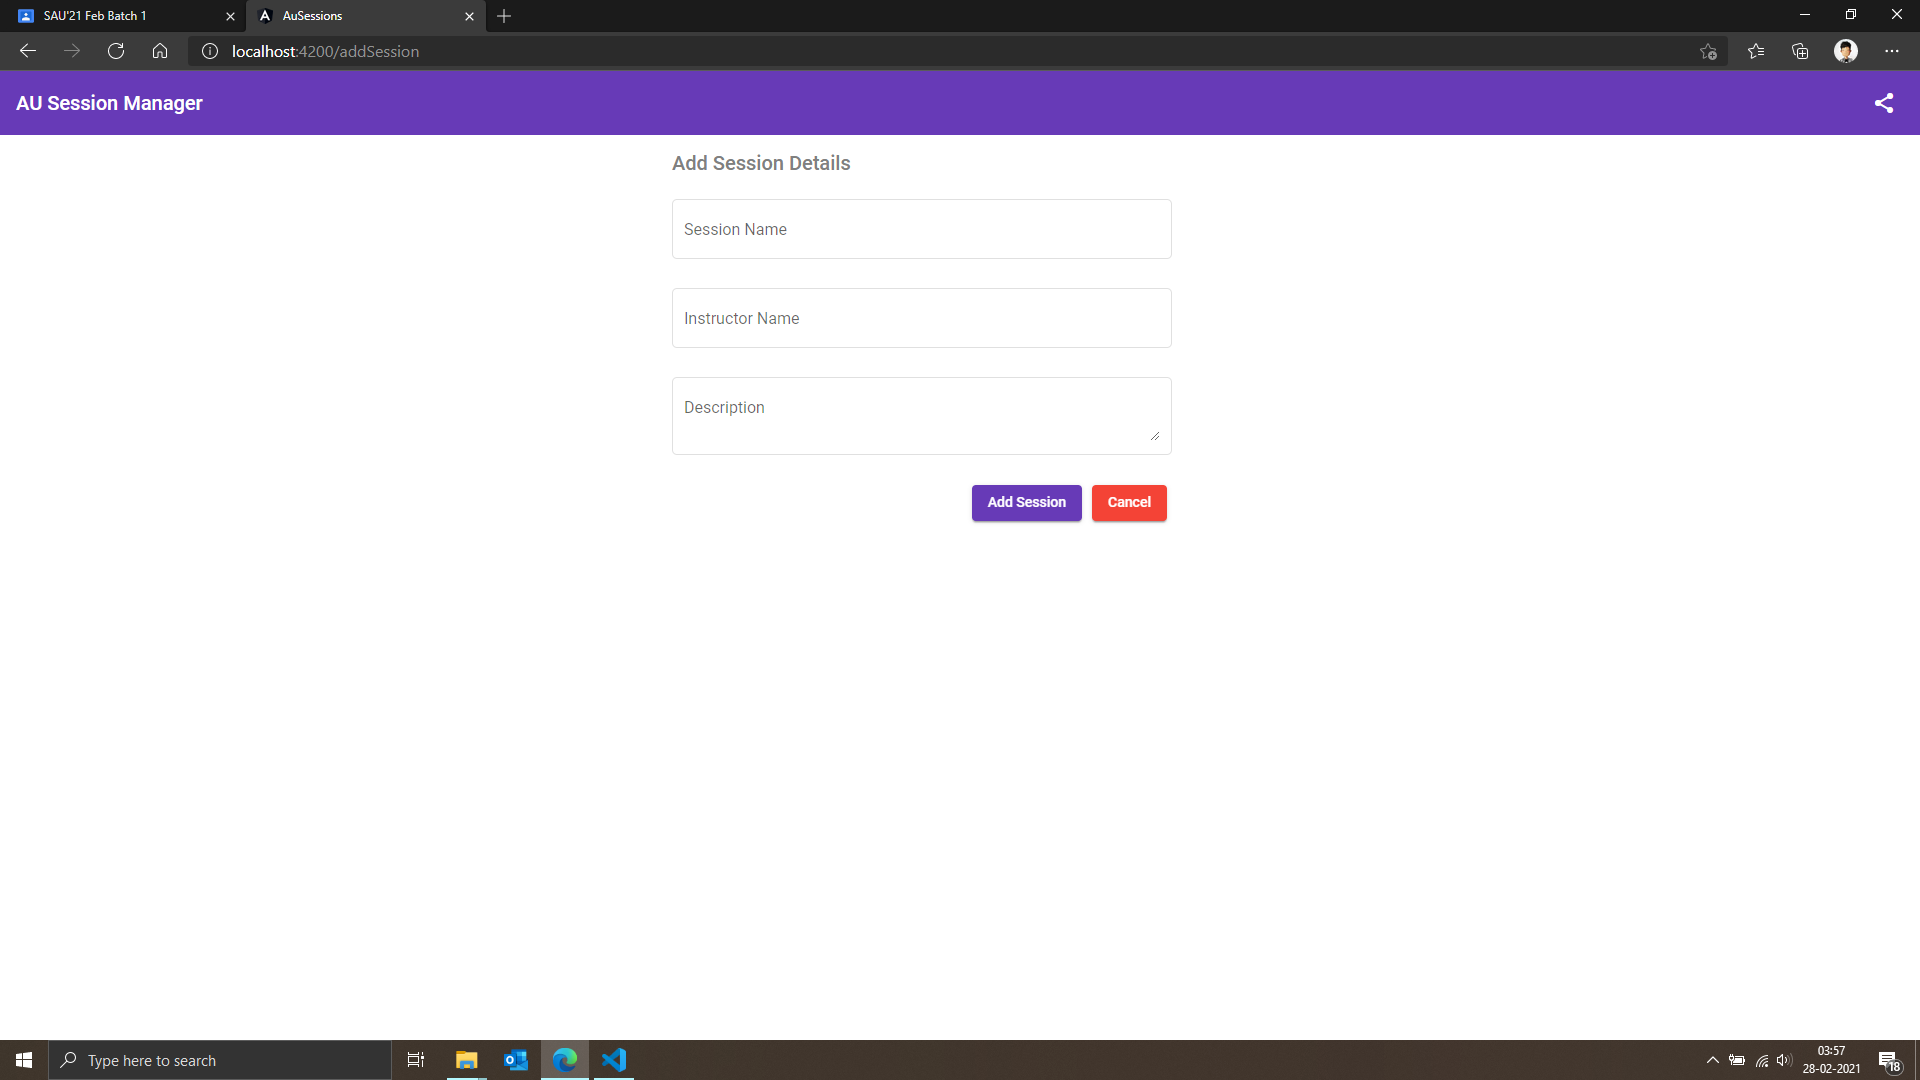 SAU'21 Feb Batch 1
AuSessions
localhost:4200/addSession
AU Session Manager
Add Session Details
Session Name
Instructor Name
Description
Add Session
Cancel
Type here to search
03:57
28-02-2021
18